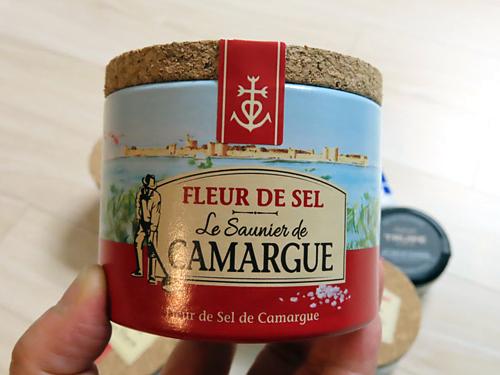 FLEUR DE SEL
Le Saunier de
CAMARGUE
Fleur de Sel de Camargue